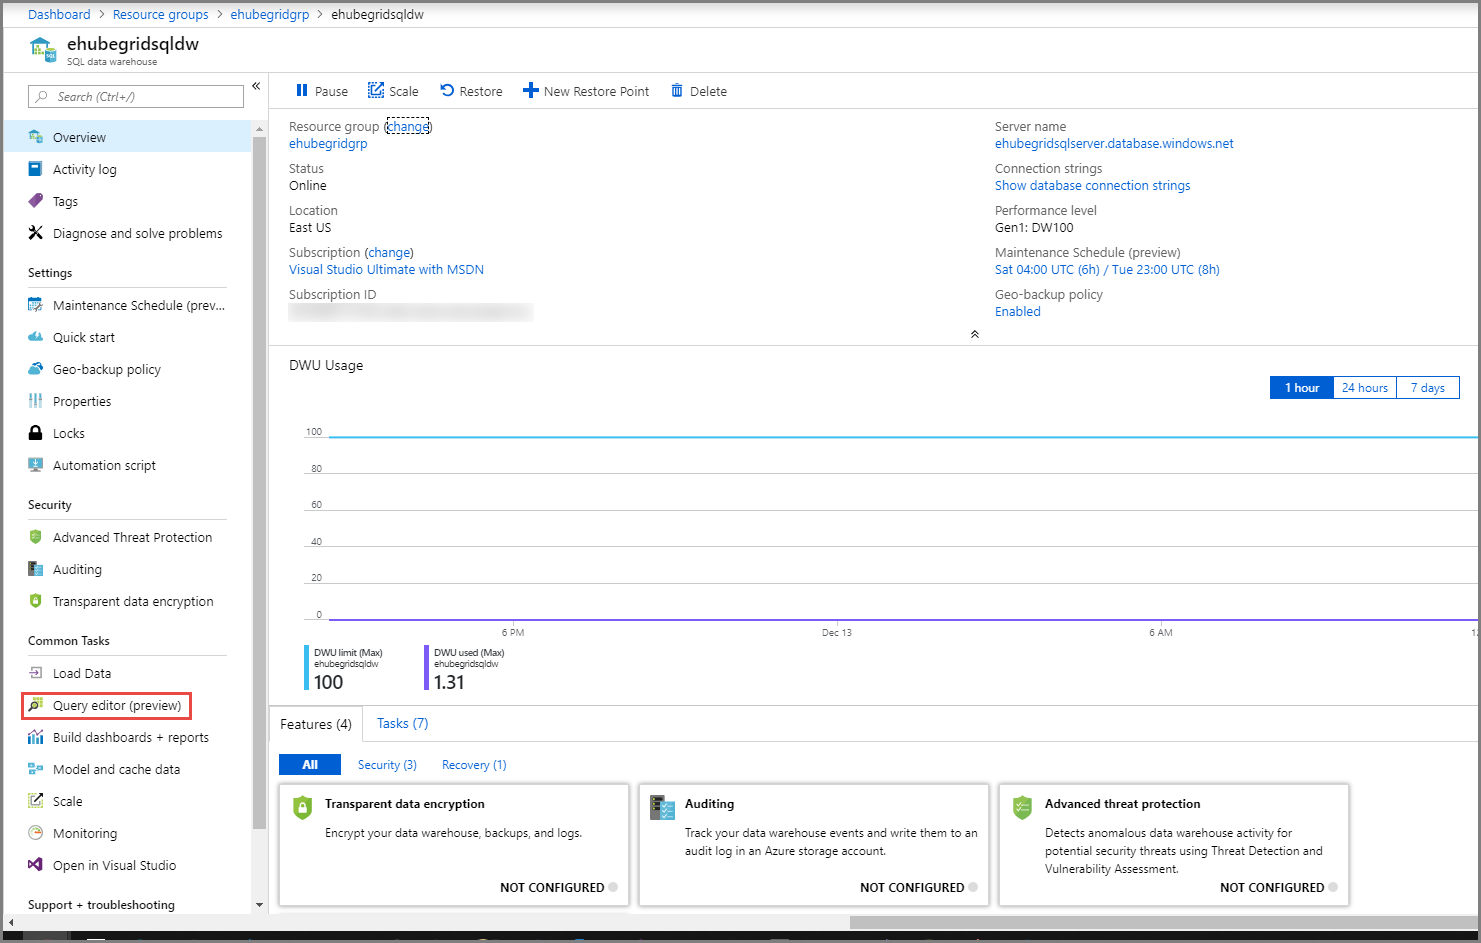 Dashboard > Resource groups > ehubegridgrp > ehubegridsqldw
ehubegridsqldw
SQL data warehouse
Search (Ctrl+/)
Overview
Activity log
Tags
Diagnose and solve problems
Settings
Maintenance Schedule (prev...
Quick start
Geo-backup policy
Properties
Locks
Automation script
Security
Advanced Threat Protection
Auditing
Transparent data encryption
Common Tasks
Load Data
Query editor (preview)
Build dashboards + reports
Model and cache data
Scale
Monitoring
Open in Visual Studio
Support + troubleshooting
Pause Scale Restore New Restore Point Delete
Resource group (change)
ehubegridgrp
Status
Online
Location
East US
Subscription (change)
Visual Studio Ultimate with MSDN
Subscription ID
Server name
ehubegridsqlserver.database.windows.net
Connection strings
Show database connection strings
Performance level
Gen1: DW100
Maintenance Schedule (preview)
Sat 04:00 UTC (6h) / Tue 23:00 UTC (8h)
Geo-backup policy
Enabled
DWU Usage
1 hour 24 hours 7 days
100
80
60
40
20
0
6 PM Dec 13 6 AM 12
DWU limit (Max)
ehubegridsqldw
100
DWU used (Max)
ehubegridsqldw
1.31
Features (4) Tasks (7)
All Security (3) Recovery (1)
Transparent data encryption
Encrypt your data warehouse, backups, and logs.
NOT CONFIGURED
Auditing
Track your data warehouse events and write them to an
audit log in an Azure storage account.
NOT CONFIGURED
Advanced threat protection
Detects anomalous data warehouse activity for
potential security threats using Threat Detection and
Vulnerability Assessment.
NOT CONFIGURED